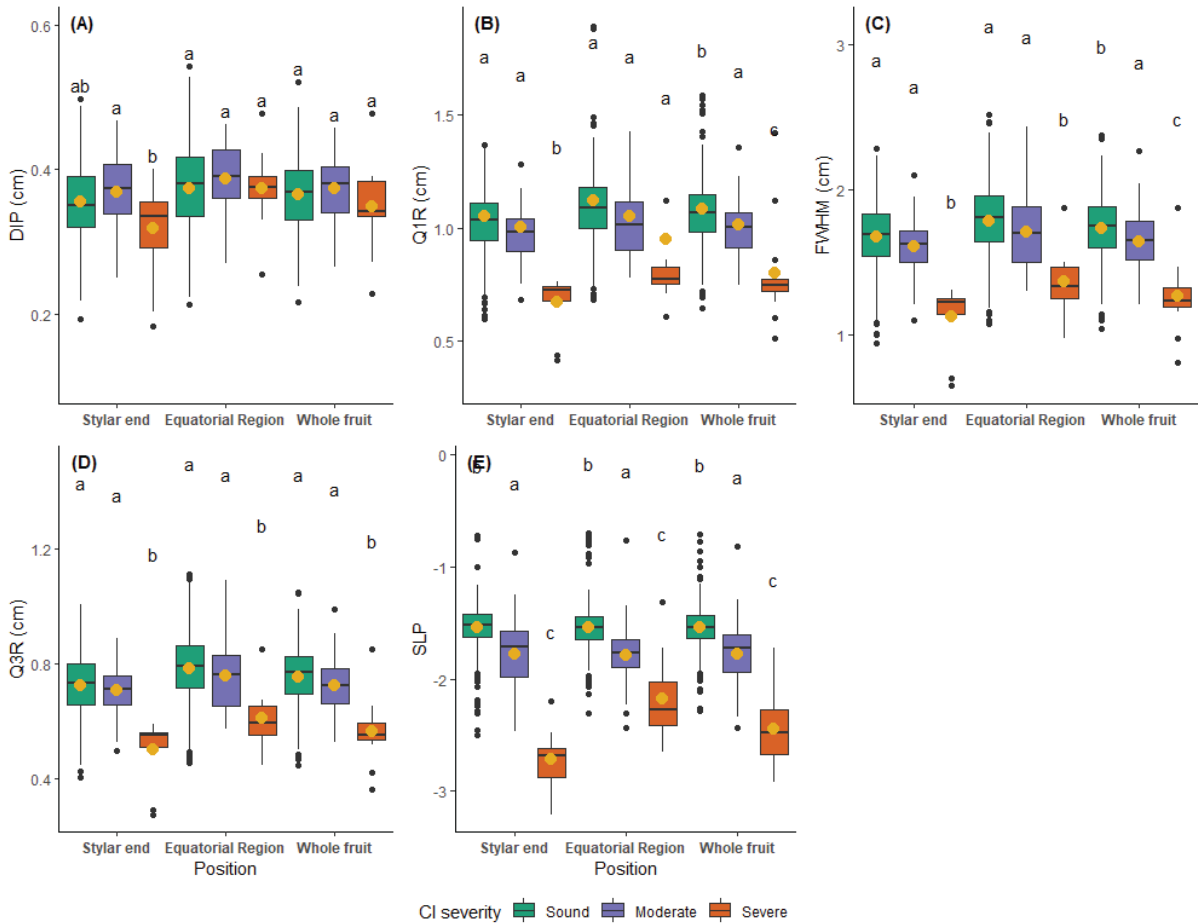 (A)
0.6
0.4
0.2
DIP (cm)
ab
a
b
a
a
a
a
a
a
Stylar end
Equatorial Region
Whole fruit
(B)
1.5
1.0
0.5
Q1R (cm)
a
a
b
a
a
a
b
a
c
Stylar end
Equatorial Region
Whole fruit
(C)
3
2
1
FWHM (cm)
a
a
b
a
a
b
b
a
c
Stylar end
Equatorial Region
Whole fruit
(D)
1.2
0.8
0.4
Q3R (cm)
a
a
b
a
a
b
a
a
b
Stylar end
Equatorial Region
Whole fruit
Position
(E)
0
-1
-2
-3
SLP
b
a
c
b
a
c
b
a
c
Stylar end
Equatorial Region
Whole fruit
Position
CI severity Sound Moderate Severe